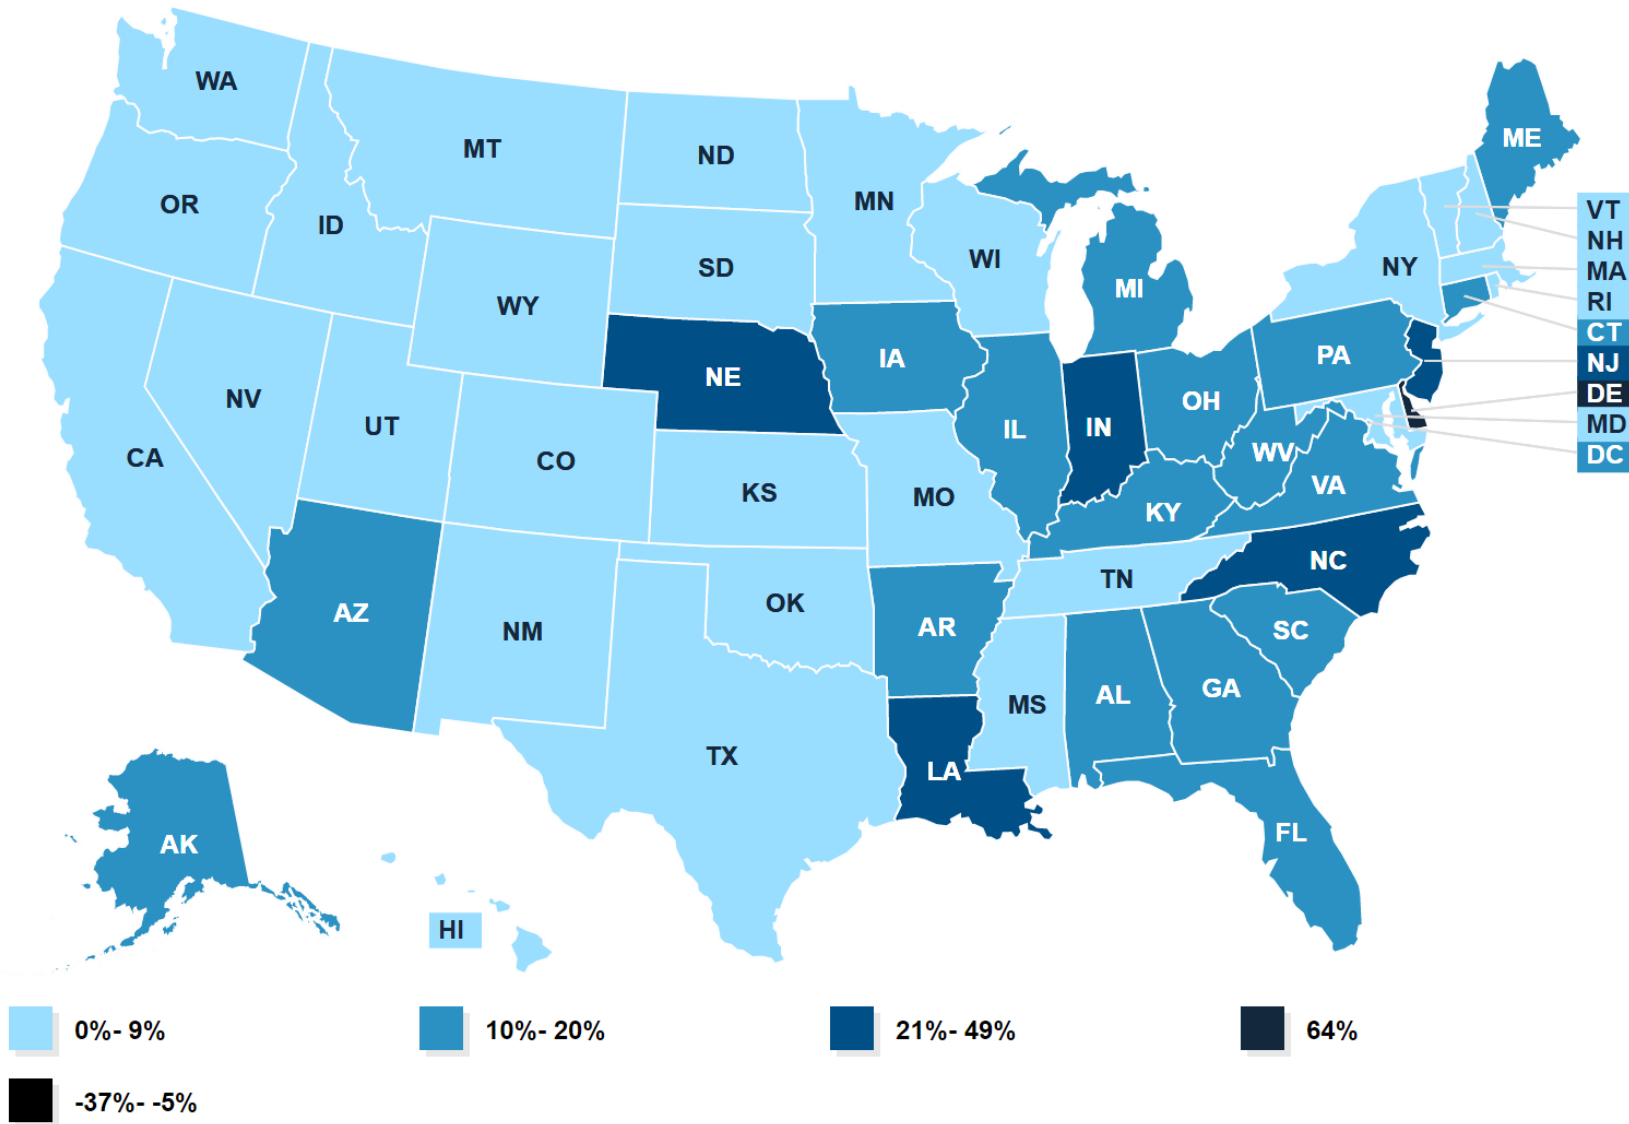 WA
MT
ND
MN
ME
OR
ID
SD
WI
VT
NH
NY
MA
RI
WY
MI
CT
IA
PA
NJ
NE
DE
NV
UT
IL
IN
OH
MD
CA
CO
WV
DC
KS
MO
VA
KY
NC
TN
AZ
NM
OK
AR
SC
AL
GA
MS
TX
LA
FL
AK
HI
0%- 9%
10%- 20%
21%- 49%
64%
-37%- -5%